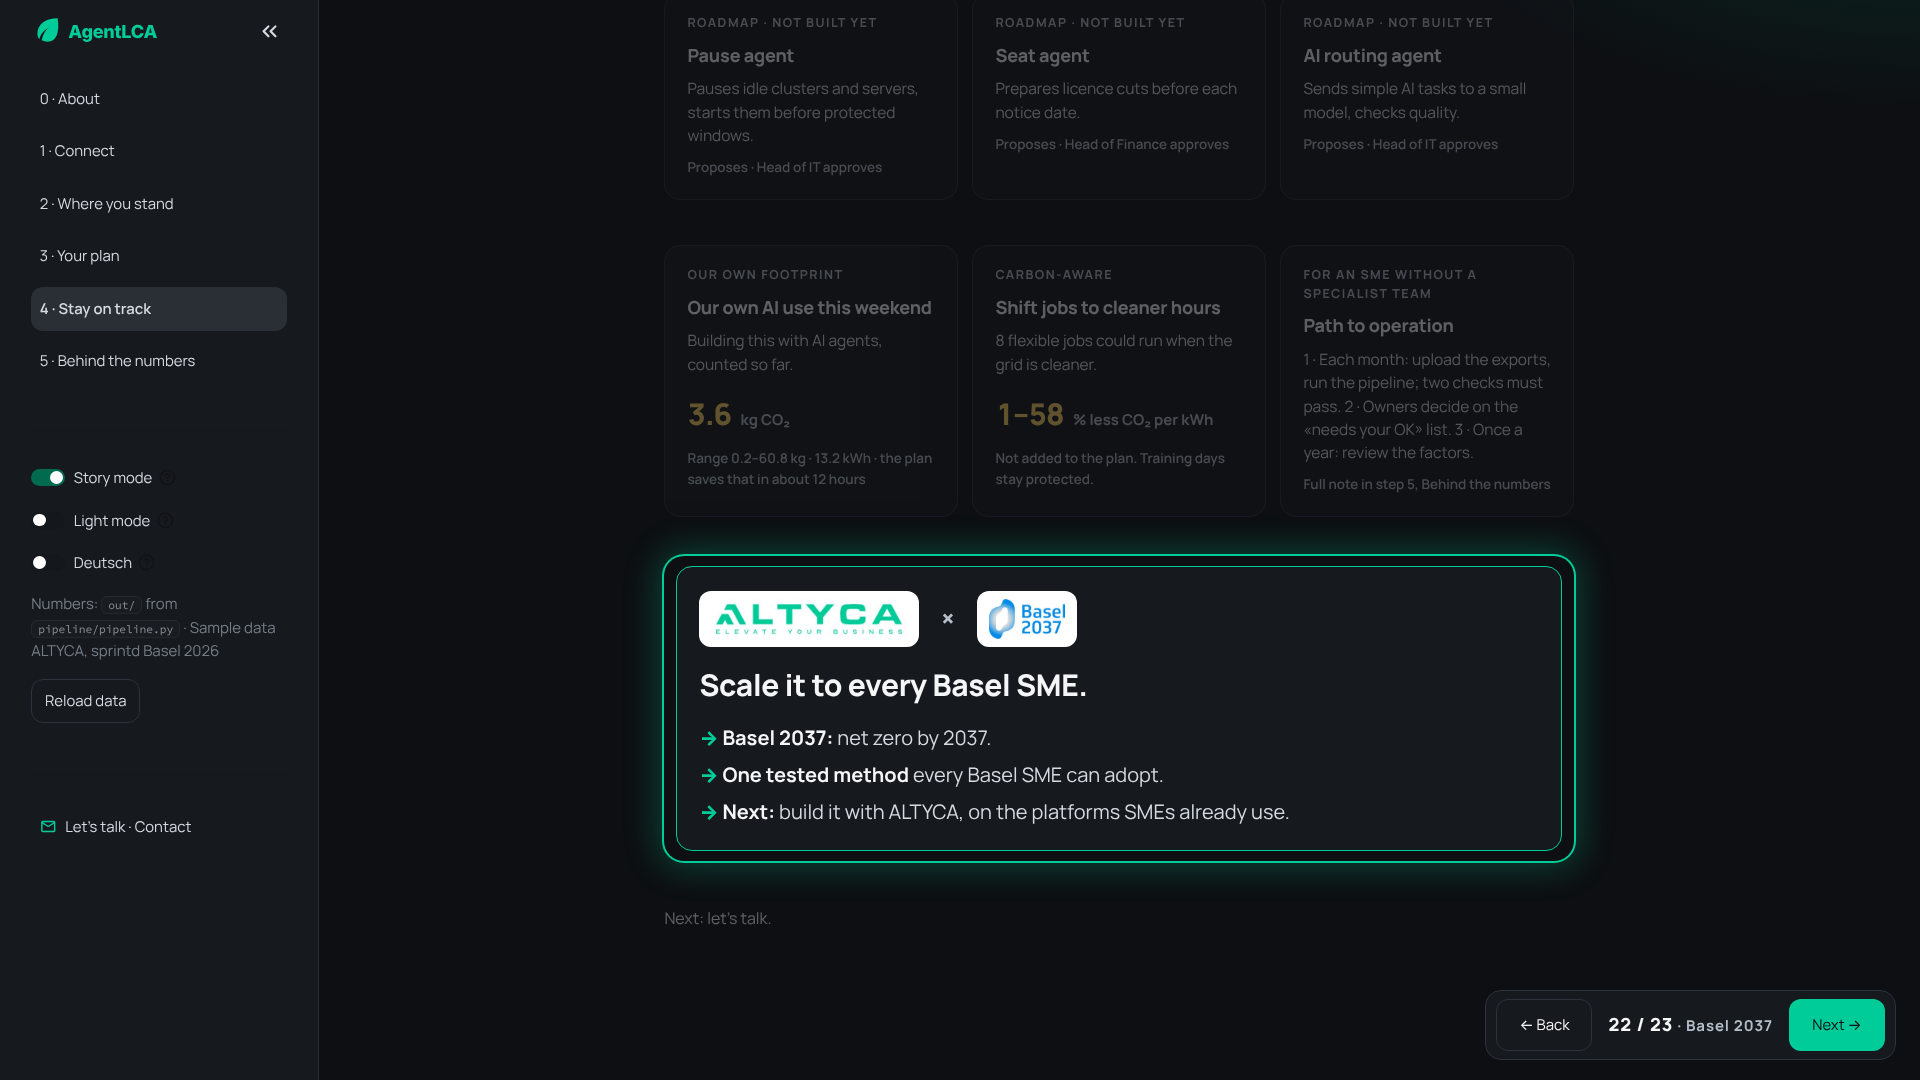 AgentLCA
0 · About
1 · Connect
2 · Where you stand
3 · Your plan
4 · Stay on track
5 · Behind the numbers
Story mode
Light mode
Deutsch
Numbers: out/ from
pipeline/pipeline.py · Sample data
ALTYCA, sprintd Basel 2026
Reload data
Let's talk · Contact
ROADMAP · NOT BUILT YET
Pause agent
Pauses idle clusters and servers,
starts them before protected
windows.
Proposes · Head of IT approves
ROADMAP · NOT BUILT YET
Seat agent
Prepares licence cuts before each
notice date.
Proposes · Head of Finance approves
ROADMAP · NOT BUILT YET
AI routing agent
Sends simple AI tasks to a small
model, checks quality.
Proposes · Head of IT approves
OUR OWN FOOTPRINT
Our own AI use this weekend
Building this with AI agents,
counted so far.
3.6 kg CO₂
Range 0.2–60.8 kg · 13.2 kWh · the plan
saves that in about 12 hours
CARBON-AWARE
Shift jobs to cleaner hours
8 flexible jobs could run when the
grid is cleaner.
1–58 % less CO₂ per kWh
Not added to the plan. Training days
stay protected.
FOR AN SME WITHOUT A
SPECIALIST TEAM
Path to operation
1 · Each month: upload the exports,
run the pipeline; two checks must
pass. 2 · Owners decide on the
«needs your OK» list. 3 · Once a
year: review the factors.
Full note in step 5, Behind the numbers
ALTYCA
ELEVATE YOUR BUSINESS
×
Basel
2037
Scale it to every Basel SME.
→ Basel 2037: net zero by 2037.
→ One tested method every Basel SME can adopt.
→ Next: build it with ALTYCA, on the platforms SMEs already use.
Next: let's talk.
← Back
22 / 23 · Basel 2037
Next →